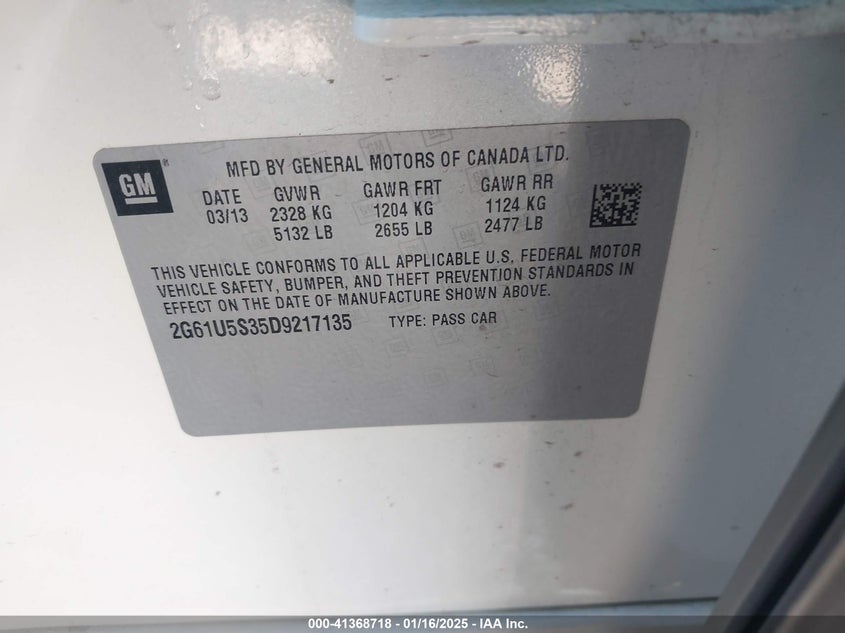 GM
MFD BY GENERAL MOTORS OF CANADA LTD.
DATE GVWR GAWR FRT GAWR RR
03/13 2328 KG 1204 KG 1124 KG
5132 LB 2655 LB 2477 LB
THIS VEHICLE CONFORMS TO ALL APPLICABLE U.S. FEDERAL MOTOR
VEHICLE SAFETY, BUMPER, AND THEFT PREVENTION STANDARDS IN
EFFECT ON THE DATE OF MANUFACTURE SHOWN ABOVE.
2G61U5S35D9217135 TYPE: PASS CAR
000-41368718 - 01/16/2025 - IAA Inc.